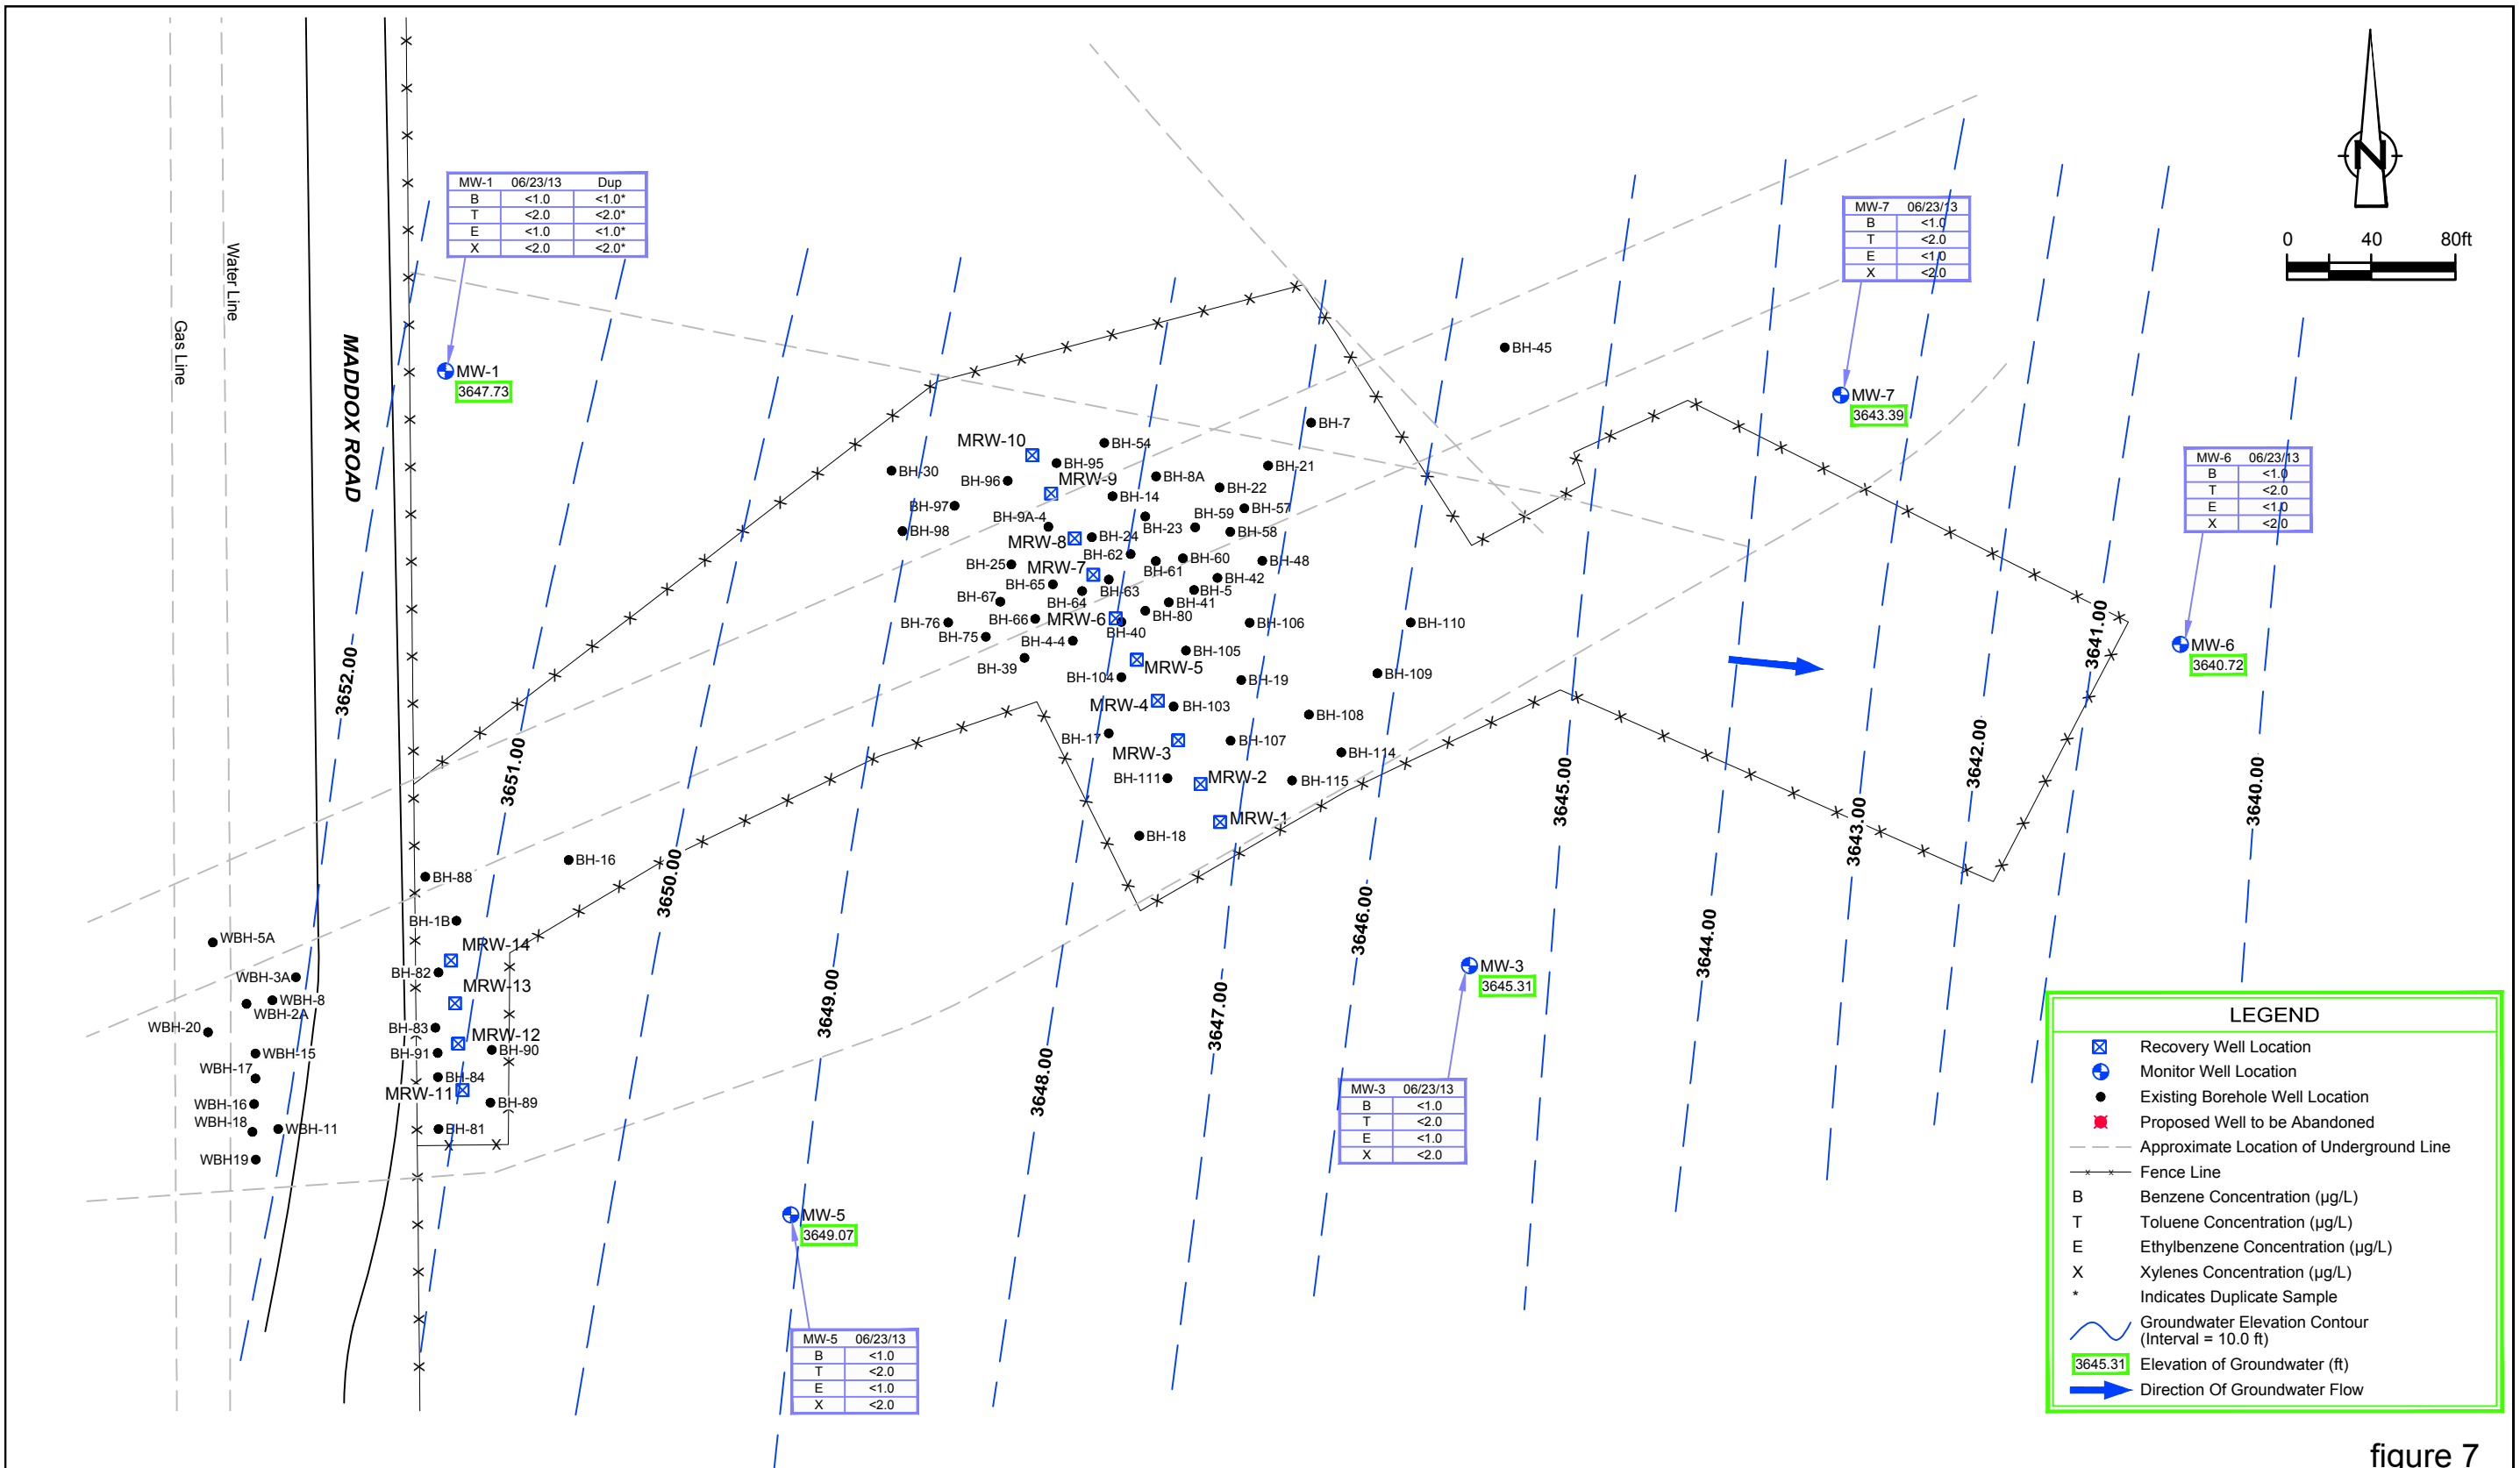 MW-1 06/23/13 Dup
B <1.0 <1.0*
T <2.0 <2.0*
E <1.0 <1.0*
X <2.0 <2.0*
MW-7 06/23/13
B <1.0
T <2.0
E <1.0
X <2.0
N
0 40 80ft
Water Line
Gas Line
MADDOX ROAD
MW-1
3647.73
BH-45
MW-7
3643.39
MW-6 06/23/13
B <1.0
T <2.0
E <1.0
X <2.0
BH-7
MRW-10
BH-54
BH-95
BH-30
BH-96
MRW-9
BH-8A
BH-21
BH-14
BH-22
BH-97
BH-9A-4
BH-59
BH-57
BH-98
BH-23
BH-58
MRW-8
BH-24
BH-62
BH-60
BH-48
BH-25
MRW-7
BH-61
BH-65
BH-63
BH-42
BH-67
BH-64
BH-5
BH-41
BH-76
BH-66
MRW-6
BH-80
BH-40
BH-106
BH-110
BH-75
BH-4-4
BH-39
BH-105
MRW-5
BH-104
BH-19
BH-109
MRW-4
BH-103
BH-108
BH-17
MRW-3
BH-107
BH-114
BH-111
MRW-2
BH-115
MRW-1
BH-18
MW-6
3640.72
3652.00
3651.00
3650.00
3649.00
3648.00
3647.00
3646.00
3645.00
3644.00
3643.00
3642.00
3641.00
3640.00
BH-16
BH-88
BH-1B
MRW-14
BH-82
MRW-13
BH-83
MRW-12
BH-91
BH-90
BH-84
MRW-11
BH-89
BH-81
WBH-5A
WBH-3A
WBH-8
WBH-2A
WBH-20
WBH-15
WBH-17
WBH-16
WBH-18
WBH-11
WBH19
MW-3
3645.31
MW-3 06/23/13
B <1.0
T <2.0
E <1.0
X <2.0
MW-5
3649.07
MW-5 06/23/13
B <1.0
T <2.0
E <1.0
X <2.0
LEGEND
Recovery Well Location
Monitor Well Location
Existing Borehole Well Location
Proposed Well to be Abandoned
Approximate Location of Underground Line
Fence Line
B Benzene Concentration (µg/L)
T Toluene Concentration (µg/L)
E Ethylbenzene Concentration (µg/L)
X Xylenes Concentration (µg/L)
* Indicates Duplicate Sample
Groundwater Elevation Contour
(Interval = 10.0 ft)
3645.31 Elevation of Groundwater (ft)
Direction Of Groundwater Flow
figure 7